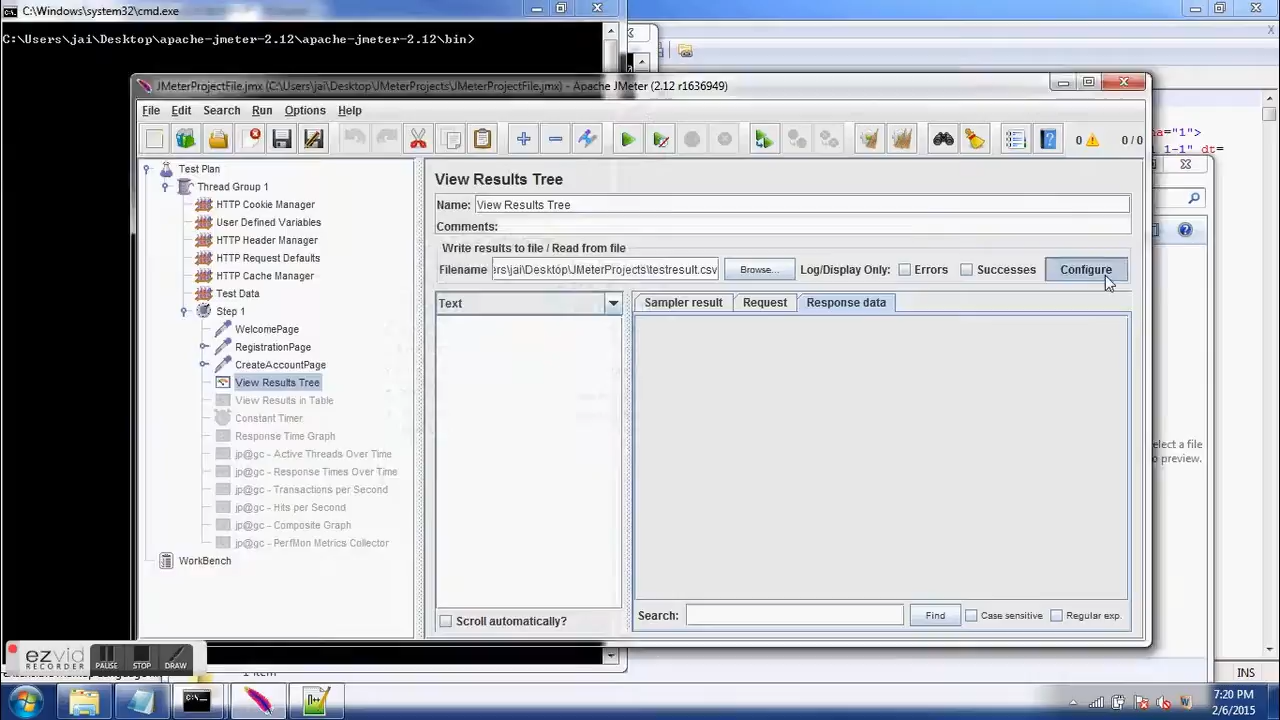 C:\Windows\system32\cmd.exe
C:\Users\jai\Desktop\apache-jmeter-2.12\apache-jmeter-2.12\bin>
JMeterProjectFile.jmx (C:\Users\jai\Desktop\JMeterProjects\JMeterProjectFile.jmx) - Apache JMeter (2.12 r1636949)
File Edit Search Run Options Help
0 0 / 0
Test Plan
Thread Group 1
HTTP Cookie Manager
User Defined Variables
HTTP Header Manager
HTTP Request Defaults
HTTP Cache Manager
Test Data
Step 1
WelcomePage
RegistrationPage
CreateAccountPage
View Results Tree
View Results in Table
Constant Timer
Response Time Graph
jp@gc - Active Threads Over Time
jp@gc - Response Times Over Time
jp@gc - Transactions per Second
jp@gc - Hits per Second
jp@gc - Composite Graph
jp@gc - PerfMon Metrics Collector
WorkBench
View Results Tree
Name: View Results Tree
Comments:
Write results to file / Read from file
Filename ers\jai\Desktop\JMeterProjects\testresult.csv Browse... Log/Display Only: Errors Successes Configure
Text
Sampler result Request Response data
Scroll automatically?
Search: Find Case sensitive Regular exp.
="1">
1-1" dt=
elect a file
preview.
ezvid
RECORDER
PAUSE STOP DRAW
1 item
INS
7:20 PM
2/6/2015